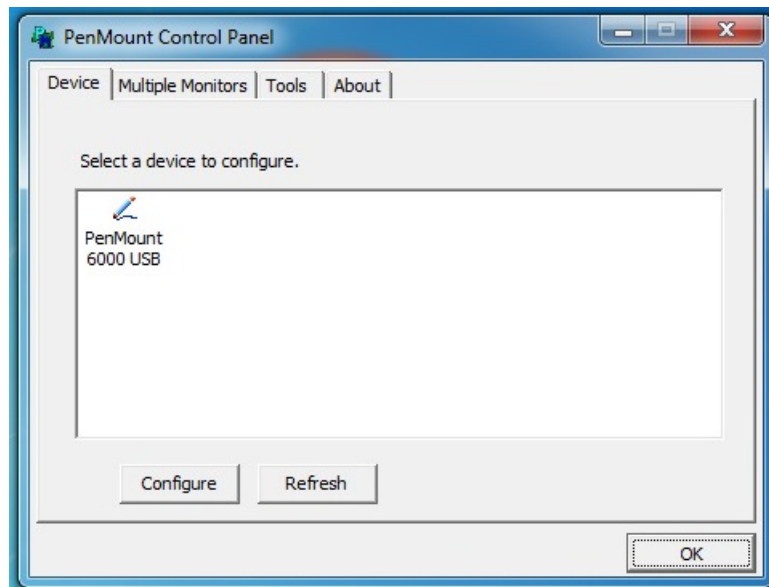 PenMount Control Panel
Device Multiple Monitors Tools About
Select a device to configure.
PenMount
6000 USB
Configure Refresh
OK